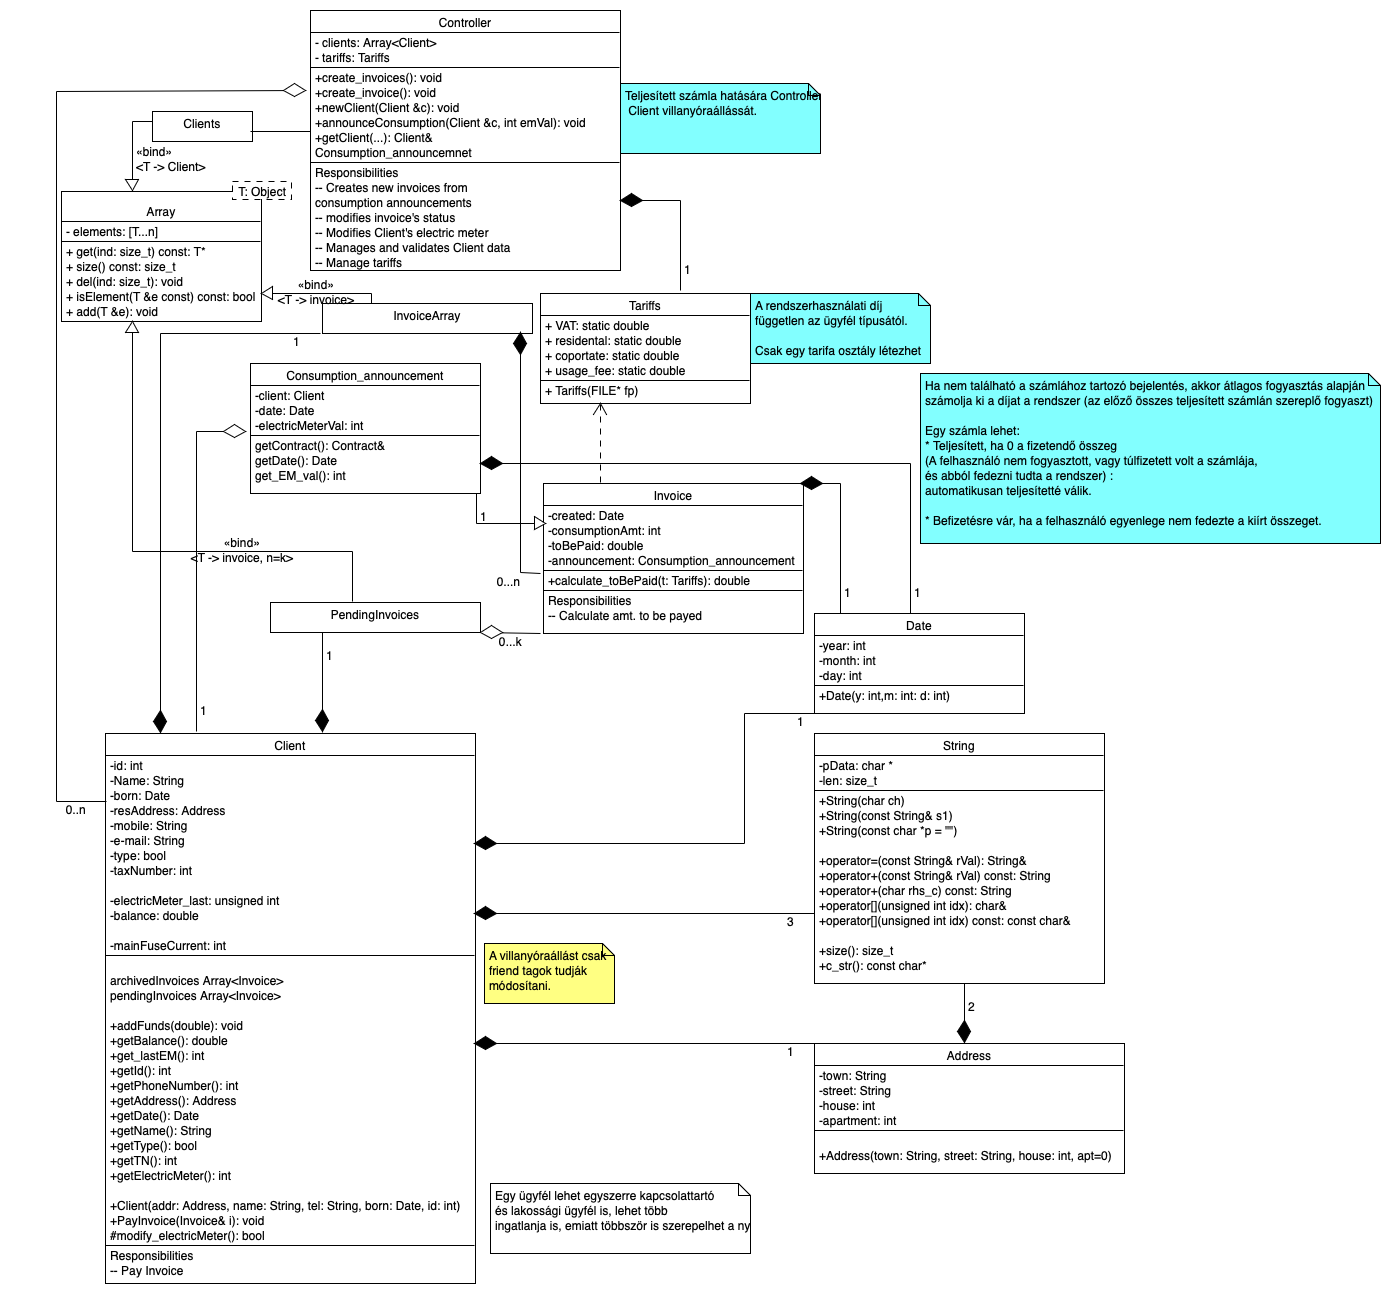 Controller
- clients: Array<Client>
- tariffs: Tariffs
+create_invoices(): void
+create_invoice(): void
+newClient(Client &c): void
+announceConsumption(Client &c, int emVal): void
+getClient(...): Client&
Consumption_announcemnet
Responsibilities
-- Creates new invoices from
consumption announcements
-- modifies invoice's status
-- Modifies Client's electric meter
-- Manages and validates Client data
-- Manage tariffs
Teljesített számla hatására Controller
Client villanyóraállását.
Clients
«bind»
<T -> Client>
T: Object
Array
- elements: [T...n]
+ get(ind: size_t) const: T*
+ size() const: size_t
+ del(ind: size_t): void
+ isElement(T &e const) const: bool
+ add(T &e): void
«bind»
<T -> invoice>
InvoiceArray
1
1
Tariffs
+ VAT: static double
+ residental: static double
+ coportate: static double
+ usage_fee: static double
+ Tariffs(FILE* fp)
A rendszerhasználati díj
független az ügyfél típusától.
Csak egy tarifa osztály létezhet
Consumption_announcement
-client: Client
-date: Date
-electricMeterVal: int
getContract(): Contract&
getDate(): Date
get_EM_val(): int
Ha nem található a számlához tartozó bejelentés, akkor átlagos fogyasztás alapján
számolja ki a díjat a rendszer (az előző összes teljesített számlán szereplő fogyaszt)
Egy számla lehet:
* Teljesített, ha 0 a fizetendő összeg
(A felhasználó nem fogyasztott, vagy túlfizetett volt a számlája,
és abból fedezni tudta a rendszer) :
automatikusan teljesítetté válik.
* Befizetésre vár, ha a felhasználó egyenlege nem fedezte a kiírt összeget.
1
Invoice
-created: Date
-consumptionAmt: int
-toBePaid: double
-announcement: Consumption_announcement
+calculate_toBePaid(t: Tariffs): double
Responsibilities
-- Calculate amt. to be payed
«bind»
<T -> invoice, n=k>
0...n
PendingInvoices
0...k
1
1
1
1
Date
-year: int
-month: int
-day: int
+Date(y: int,m: int: d: int)
1
0..n
Client
-id: int
-Name: String
-born: Date
-resAddress: Address
-mobile: String
-e-mail: String
-type: bool
-taxNumber: int
-electricMeter_last: unsigned int
-balance: double
-mainFuseCurrent: int
archivedInvoices Array<Invoice>
pendingInvoices Array<Invoice>
+addFunds(double): void
+getBalance(): double
+get_lastEM(): int
+getId(): int
+getPhoneNumber(): int
+getAddress(): Address
+getDate(): Date
+getName(): String
+getType(): bool
+getTN(): int
+getElectricMeter(): int
+Client(addr: Address, name: String, tel: String, born: Date, id: int)
+PayInvoice(Invoice& i): void
#modify_electricMeter(): bool
Responsibilities
-- Pay Invoice
String
-pData: char *
-len: size_t
+String(char ch)
+String(const String& s1)
+String(const char *p = "")
+operator=(const String& rVal): String&
+operator+(const String& rVal) const: String
+operator+(char rhs_c) const: String
+operator[](unsigned int idx): char&
+operator[](unsigned int idx) const: const char&
+size(): size_t
+c_str(): const char*
3
A villanyóraállást csak
friend tagok tudják
módosítani.
2
1
Address
-town: String
-street: String
-house: int
-apartment: int
+Address(town: String, street: String, house: int, apt=0)
Egy ügyfél lehet egyszerre kapcsolattartó
és lakossági ügyfél is, lehet több
ingatlanja is, emiatt többször is szerepelhet a ny